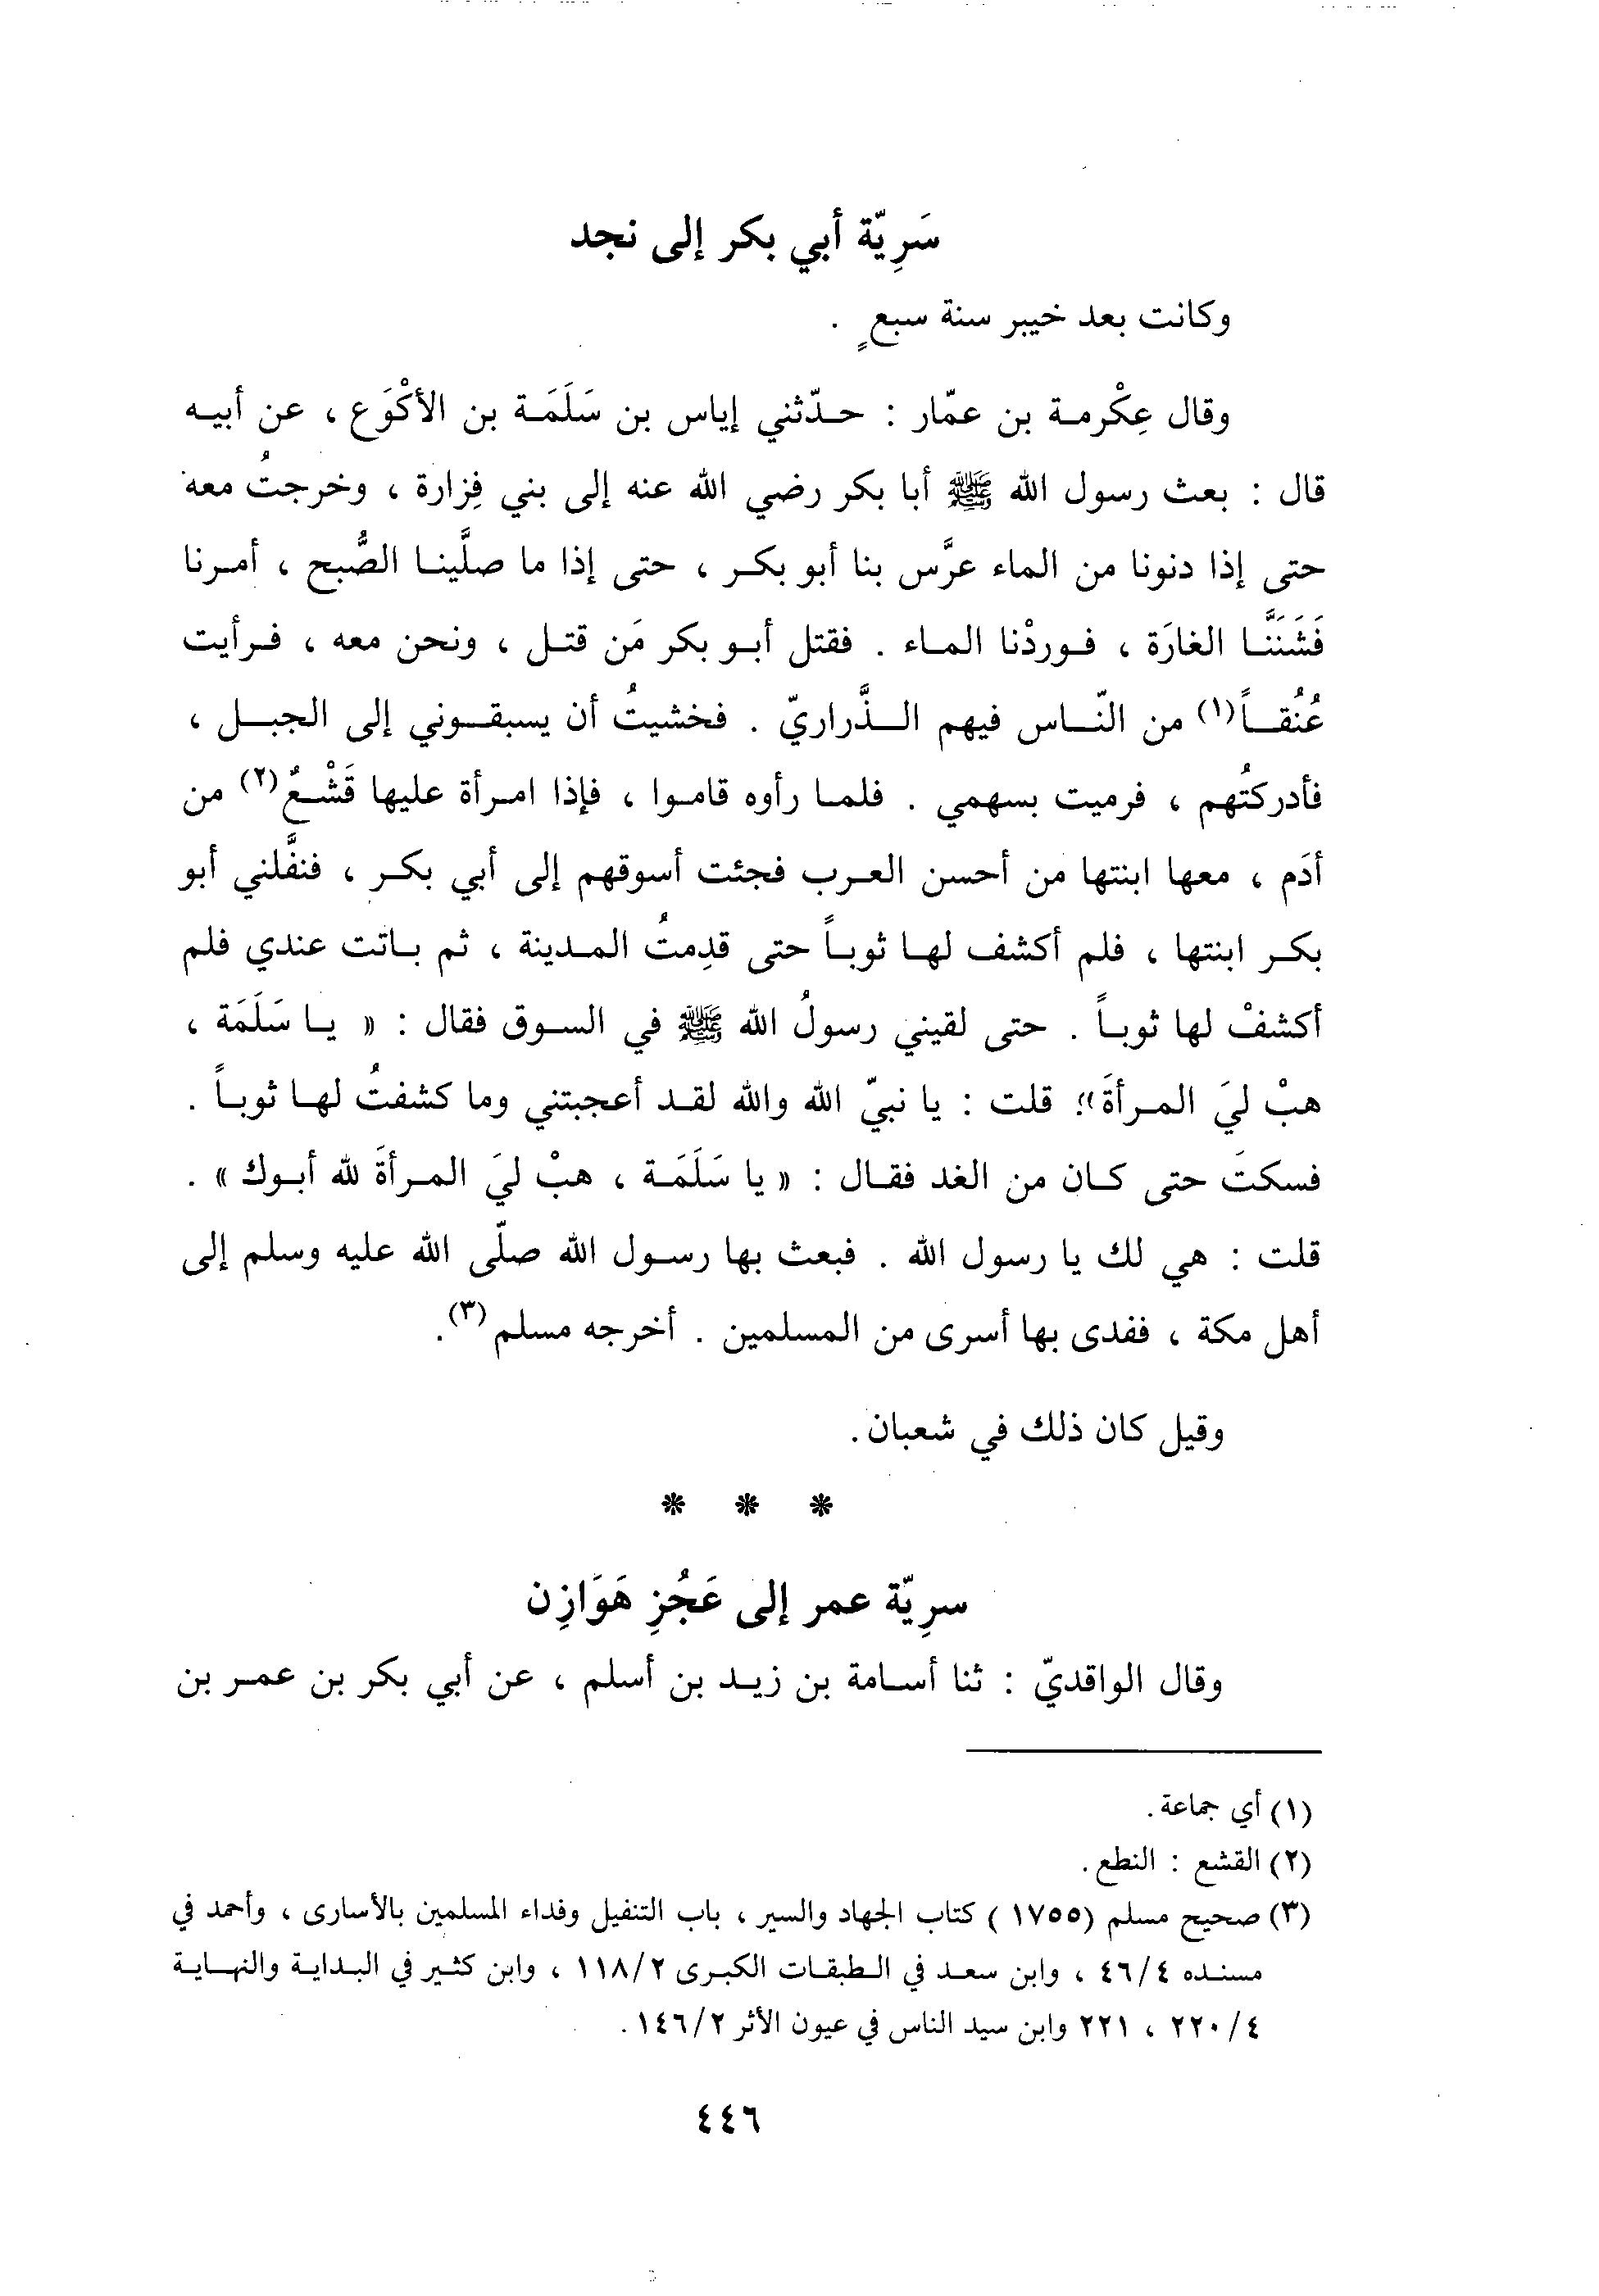 سَرِيّة أبي بكر إلى نجد
وكانت بعد خيبر سنة سبعٍ .
وقال عِكْرمة بن عمّار : حدّثني إياس بن سَلَمَة بن الأكْوَع ، عن أبيه
قال : بعث رسول الله ﷺ أبا بكر رضي الله عنه إلى بني فِزارة ، وخرجتُ معه
حتى إذا دنونا من الماء عرَّس بنا أبو بكر ، حتى إذا ما صلَّينا الصُّبح ، أمرنا
فَشَنَنَّا الغارَة ، فوردْنا الماء . فقتل أبو بكر مَن قتل ، ونحن معه ، فرأيت
عُنُقاً(١) من النّاس فيهم الذَّراريّ . فخشيتُ أن يسبقوني إلى الجبل ،
فأدركتُهم ، فرميت بسهمي . فلما رأوه قاموا ، فإذا امرأة عليها قَشْعٌ(٢) من
أدَم ، معها ابنتها من أحسن العرب فجئت أسوقهم إلى أبي بكر ، فنفَّلني أبو
بكر ابنتها ، فلم أكشف لها ثوباً حتى قدِمتُ المدينة ، ثم باتت عندي فلم
أكشفْ لها ثوباً . حتى لقيني رسولُ الله ﷺ في السوق فقال : « يا سَلَمَة ،
هبْ ليَ المرأةَ»؛ قلت : يا نبيّ الله والله لقد أعجبتني وما كشفتُ لها ثوباً .
فسكتَ حتى كان من الغد فقال : « يا سَلَمَة ، هبْ ليَ المرأةَ لله أبوك » .
قلت : هي لك يا رسول الله . فبعث بها رسول الله صلّى الله عليه وسلم إلى
أهل مكة ، ففدى بها أسرى من المسلمين . أخرجه مسلم(٣).
وقيل كان ذلك في شعبان.
* * *
سرِيّة عمر إلى عَجُزِ هَوَازِن
وقال الواقديّ : ثنا أسامة بن زيد بن أسلم ، عن أبي بكر بن عمر بن
(١) أي جماعة.
(٢) القشع : النطع.
(٣) صحيح مسلم (١٧٥٥ ) كتاب الجهاد والسير ، باب التنفيل وفداء المسلمين بالأسارى ، وأحمد في
مسنده ٤٦/٤ ، وابن سعد في الطبقات الكبرى ١١٨/٢ ، وابن كثير في البداية والنهاية
٢٢٠/٤ ، ٢٢١ وابن سيد الناس في عيون الأثر ١٤٦/٢.
٤٤٦